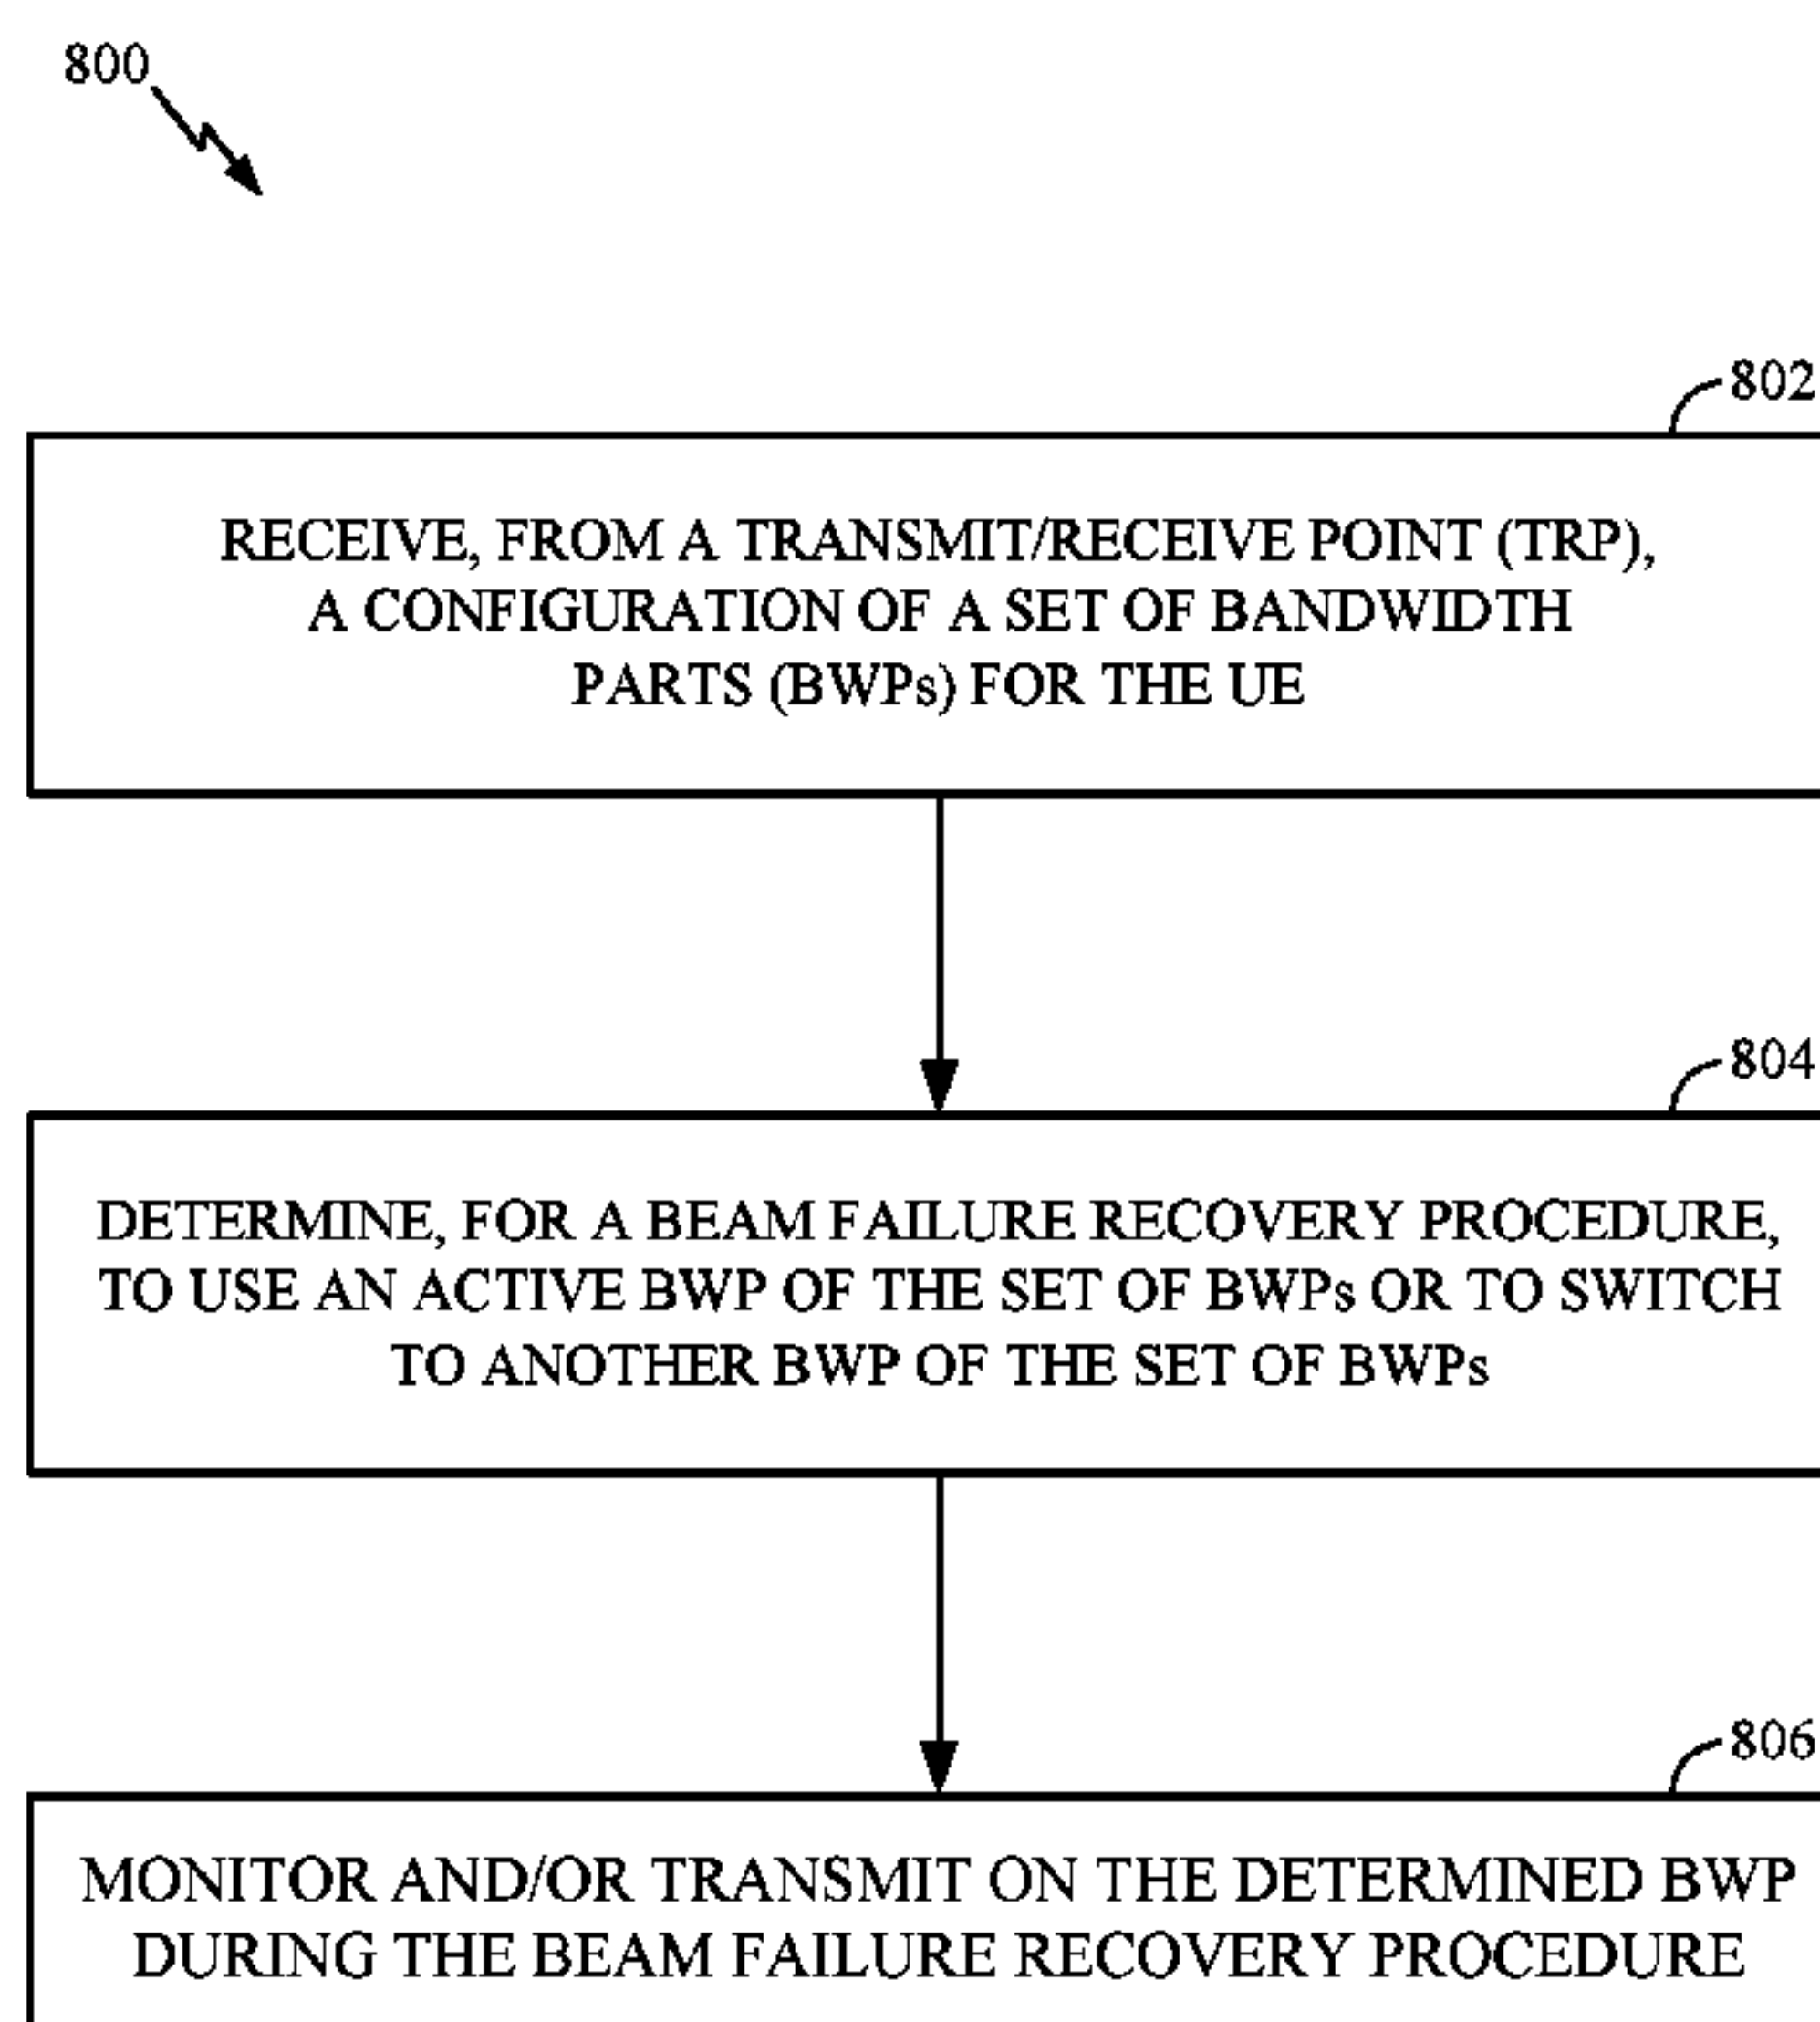 800
802
RECEIVE, FROM A TRANSMIT/RECEIVE POINT (TRP),
A CONFIGURATION OF A SET OF BANDWIDTH
PARTS (BWPs) FOR THE UE
804
DETERMINE, FOR A BEAM FAILURE RECOVERY PROCEDURE,
TO USE AN ACTIVE BWP OF THE SET OF BWPs OR TO SWITCH
TO ANOTHER BWP OF THE SET OF BWPs
806
MONITOR AND/OR TRANSMIT ON THE DETERMINED BWP
DURING THE BEAM FAILURE RECOVERY PROCEDURE